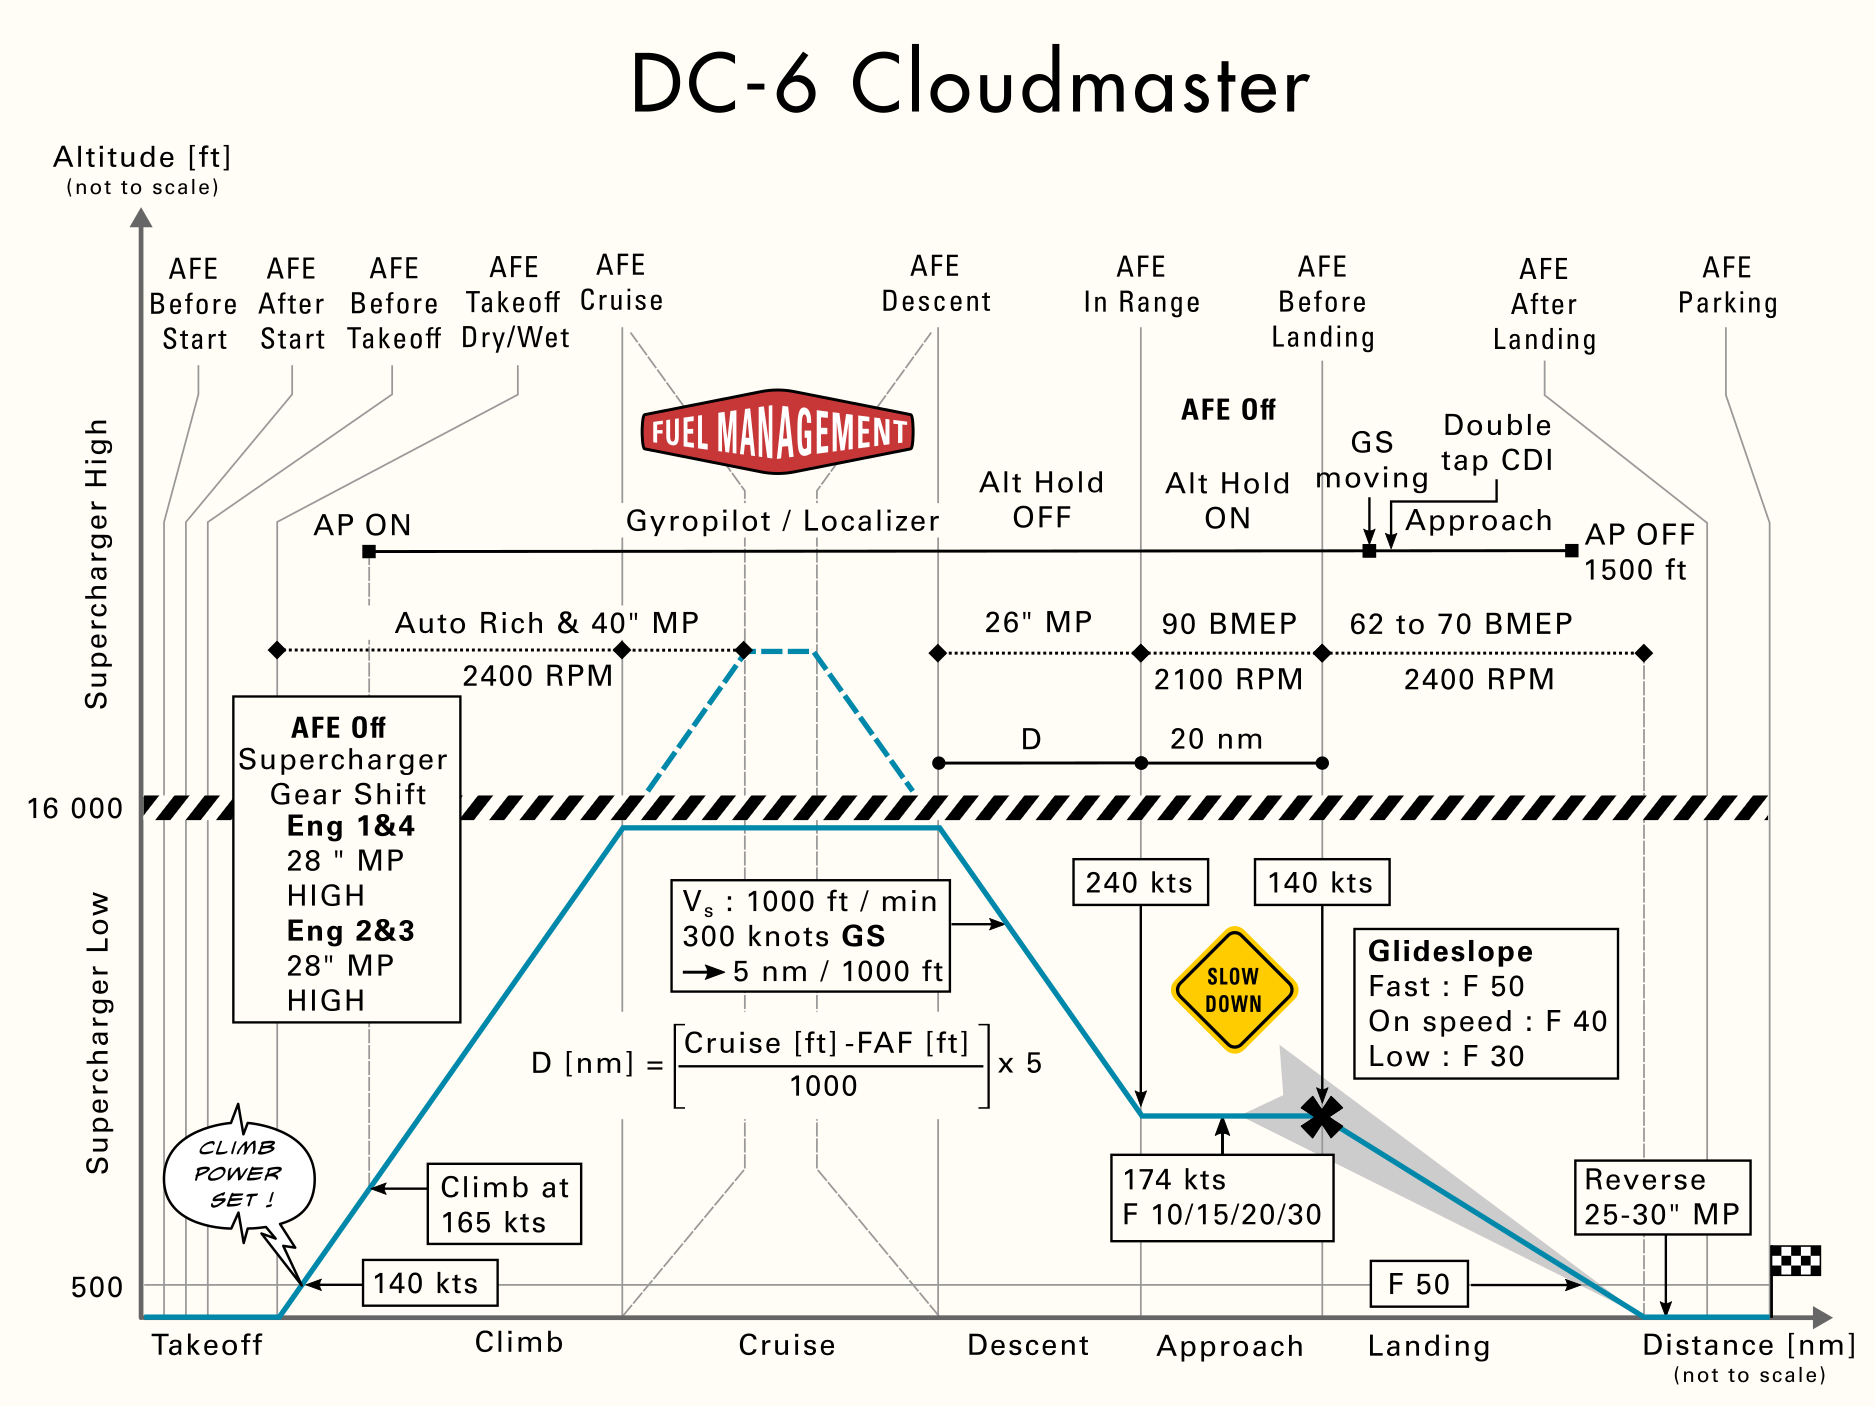 DC-6 Cloudmaster
Altitude [ft]
(not to scale)
AFE
Before
Start
AFE
After
Start
AFE
Before
Takeoff
AFE
Takeoff
Dry/Wet
AFE
Cruise
AFE
Descent
AFE
In Range
AFE
Before
Landing
AFE
After
Landing
AFE
Parking
FUEL MANAGEMENT
AFE Off
GS
moving
Double
tap CDI
Supercharger High
AP ON
Gyropilot / Localizer
Alt Hold
OFF
Alt Hold
ON
Approach
AP OFF
1500 ft
Auto Rich & 40" MP
2400 RPM
26" MP
90 BMEP
2100 RPM
62 to 70 BMEP
2400 RPM
D
20 nm
AFE Off
Supercharger
Gear Shift
Eng 1&4
28 " MP
HIGH
Eng 2&3
28" MP
HIGH
16 000
Supercharger Low
Vs : 1000 ft / min
300 knots GS
5 nm / 1000 ft
240 kts
140 kts
SLOW
DOWN
Glideslope
Fast : F 50
On speed : F 40
Low : F 30
D [nm] = [Cruise [ft] -FAF [ft]
1000] x 5
CLIMB
POWER
SET !
Climb at
165 kts
174 kts
F 10/15/20/30
Reverse
25-30" MP
500
140 kts
F 50
Takeoff
Climb
Cruise
Descent
Approach
Landing
Distance [nm]
(not to scale)